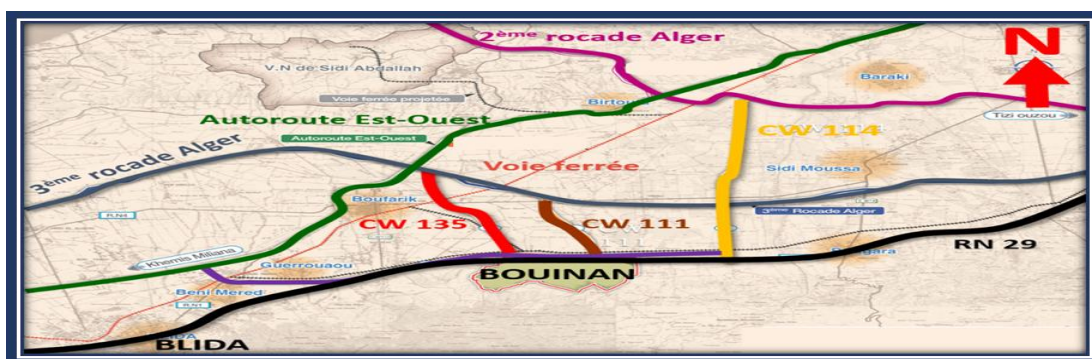 2ème rocade Alger
N
V.N de Sidi Abdallah
Baraki
Voie ferrée projetée
Birtou
Autoroute Est-Ouest
Tizi ouzou
CW 114
Autoroute Est-Ouest
3ème rocade Alger
Voie ferrée
Sidi Moussa
Boufarik
3ème Rocade Alger
CW 135
CW 111
RN 29
Khemis Miliana
Guerrouaou
BOUINAN
Beni Mered
BLIDA